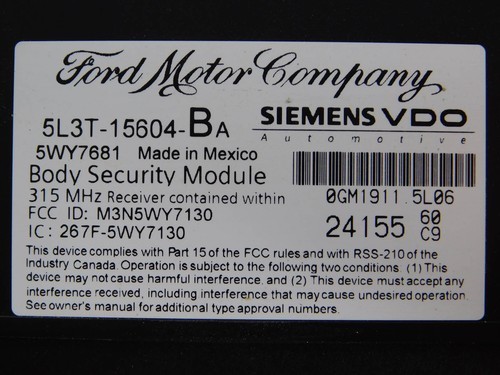 Ford Motor Company
SIEMENS VDO
Automotive
5L3T-15604-BA
5WY7681 Made in Mexico
Body Security Module
315 MHz Receiver contained within
FCC ID: M3N5WY7130
IC: 267F-5WY7130
0GM1911.5L06
24155 60
C9
This device complies with Part 15 of the FCC rules and with RSS-210 of the
Industry Canada. Operation is subject to the following two conditions. (1) This
device may not cause harmful interference. and (2) This device must accept any
interference received, including interference that may cause undesired operation.
See owner's manual for additional type approval numbers.